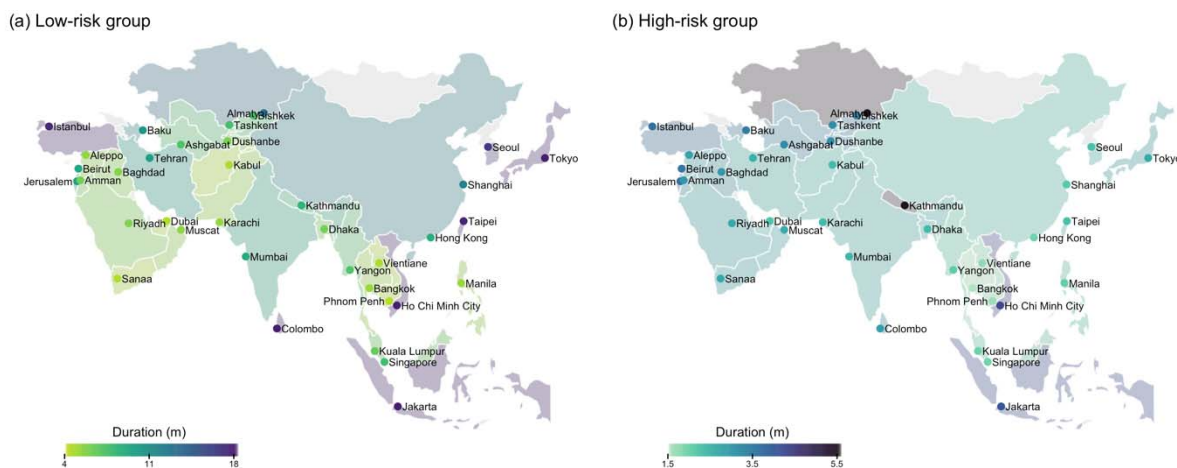 (a) Low-risk group
Istanbul
Baku
Almaty
Bishkek
Tashkent
Ashgabat
Dushanbe
Aleppo
Tehran
Kabul
Beirut
Baghdad
Jerusalem
Amman
Seoul
Tokyo
Shanghai
Kathmandu
Riyadh
Dubai
Muscat
Karachi
Dhaka
Taipei
Hong Kong
Mumbai
Sanaa
Yangon
Vientiane
Bangkok
Manila
Phnom Penh
Ho Chi Minh City
Colombo
Kuala Lumpur
Singapore
Jakarta
Duration (m)
4 11 18
(b) High-risk group
Istanbul
Baku
Almaty
Bishkek
Tashkent
Ashgabat
Dushanbe
Aleppo
Tehran
Kabul
Beirut
Baghdad
Jerusalem
Amman
Seoul
Tokyo
Shanghai
Kathmandu
Riyadh
Dubai
Muscat
Karachi
Dhaka
Taipei
Hong Kong
Mumbai
Sanaa
Yangon
Vientiane
Bangkok
Manila
Phnom Penh
Ho Chi Minh City
Colombo
Kuala Lumpur
Singapore
Jakarta
Duration (m)
1.5 3.5 5.5